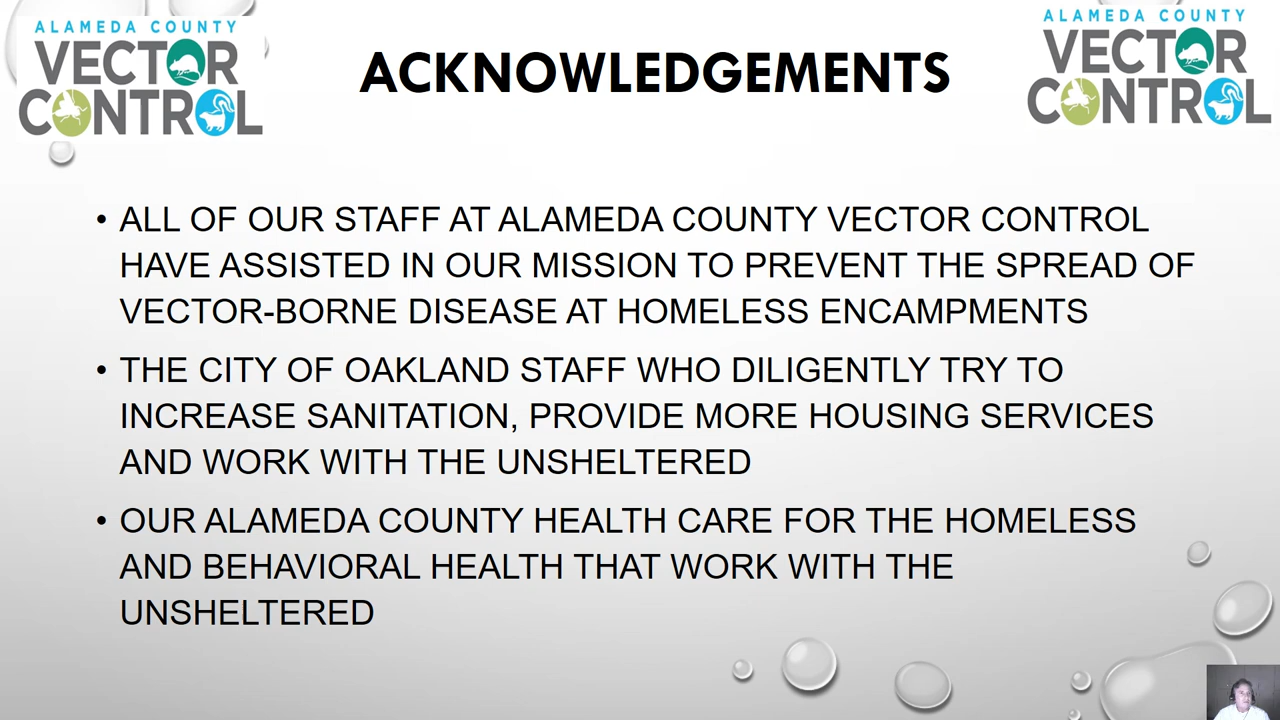 ALAMEDA COUNTY
VECTOR
CONTROL
ACKNOWLEDGEMENTS
ALAMEDA COUNTY
VECTOR
CONTROL
• ALL OF OUR STAFF AT ALAMEDA COUNTY VECTOR CONTROL
HAVE ASSISTED IN OUR MISSION TO PREVENT THE SPREAD OF
VECTOR-BORNE DISEASE AT HOMELESS ENCAMPMENTS
• THE CITY OF OAKLAND STAFF WHO DILIGENTLY TRY TO
INCREASE SANITATION, PROVIDE MORE HOUSING SERVICES
AND WORK WITH THE UNSHELTERED
• OUR ALAMEDA COUNTY HEALTH CARE FOR THE HOMELESS
AND BEHAVIORAL HEALTH THAT WORK WITH THE
UNSHELTERED